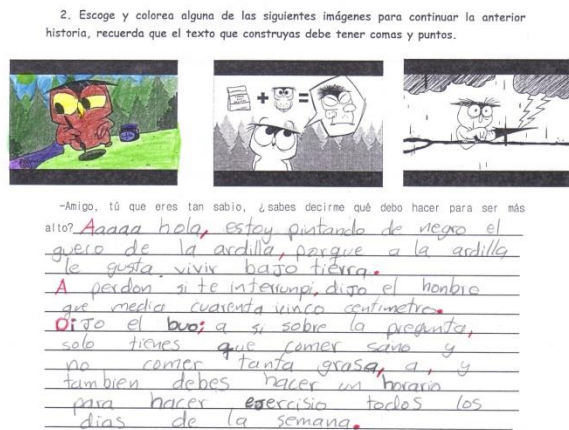 2. Escoge y colorea alguna de las siguientes imágenes para continuar la anterior
historia, recuerda que el texto que construyas debe tener comas y puntos.
-Amigo, tú que eres tan sabio, ¿sabes decirme qué debo hacer para ser más
alto? Aaaaa hola, estoy pintando de negro el
gueco de la ardilla, porque a la ardilla
le gusta vivir bajo tierra.
A perdon si te interrunpi, dijo el honbre
que media cuarenta icinco centimetros.
Dijo el buo; a si sobre la pregunta,
solo tienes que comer sano y
no comer tanta grasa, a, y
tambien debes hacer un horario
para hacer ejercisio todos los
dias de la semana.